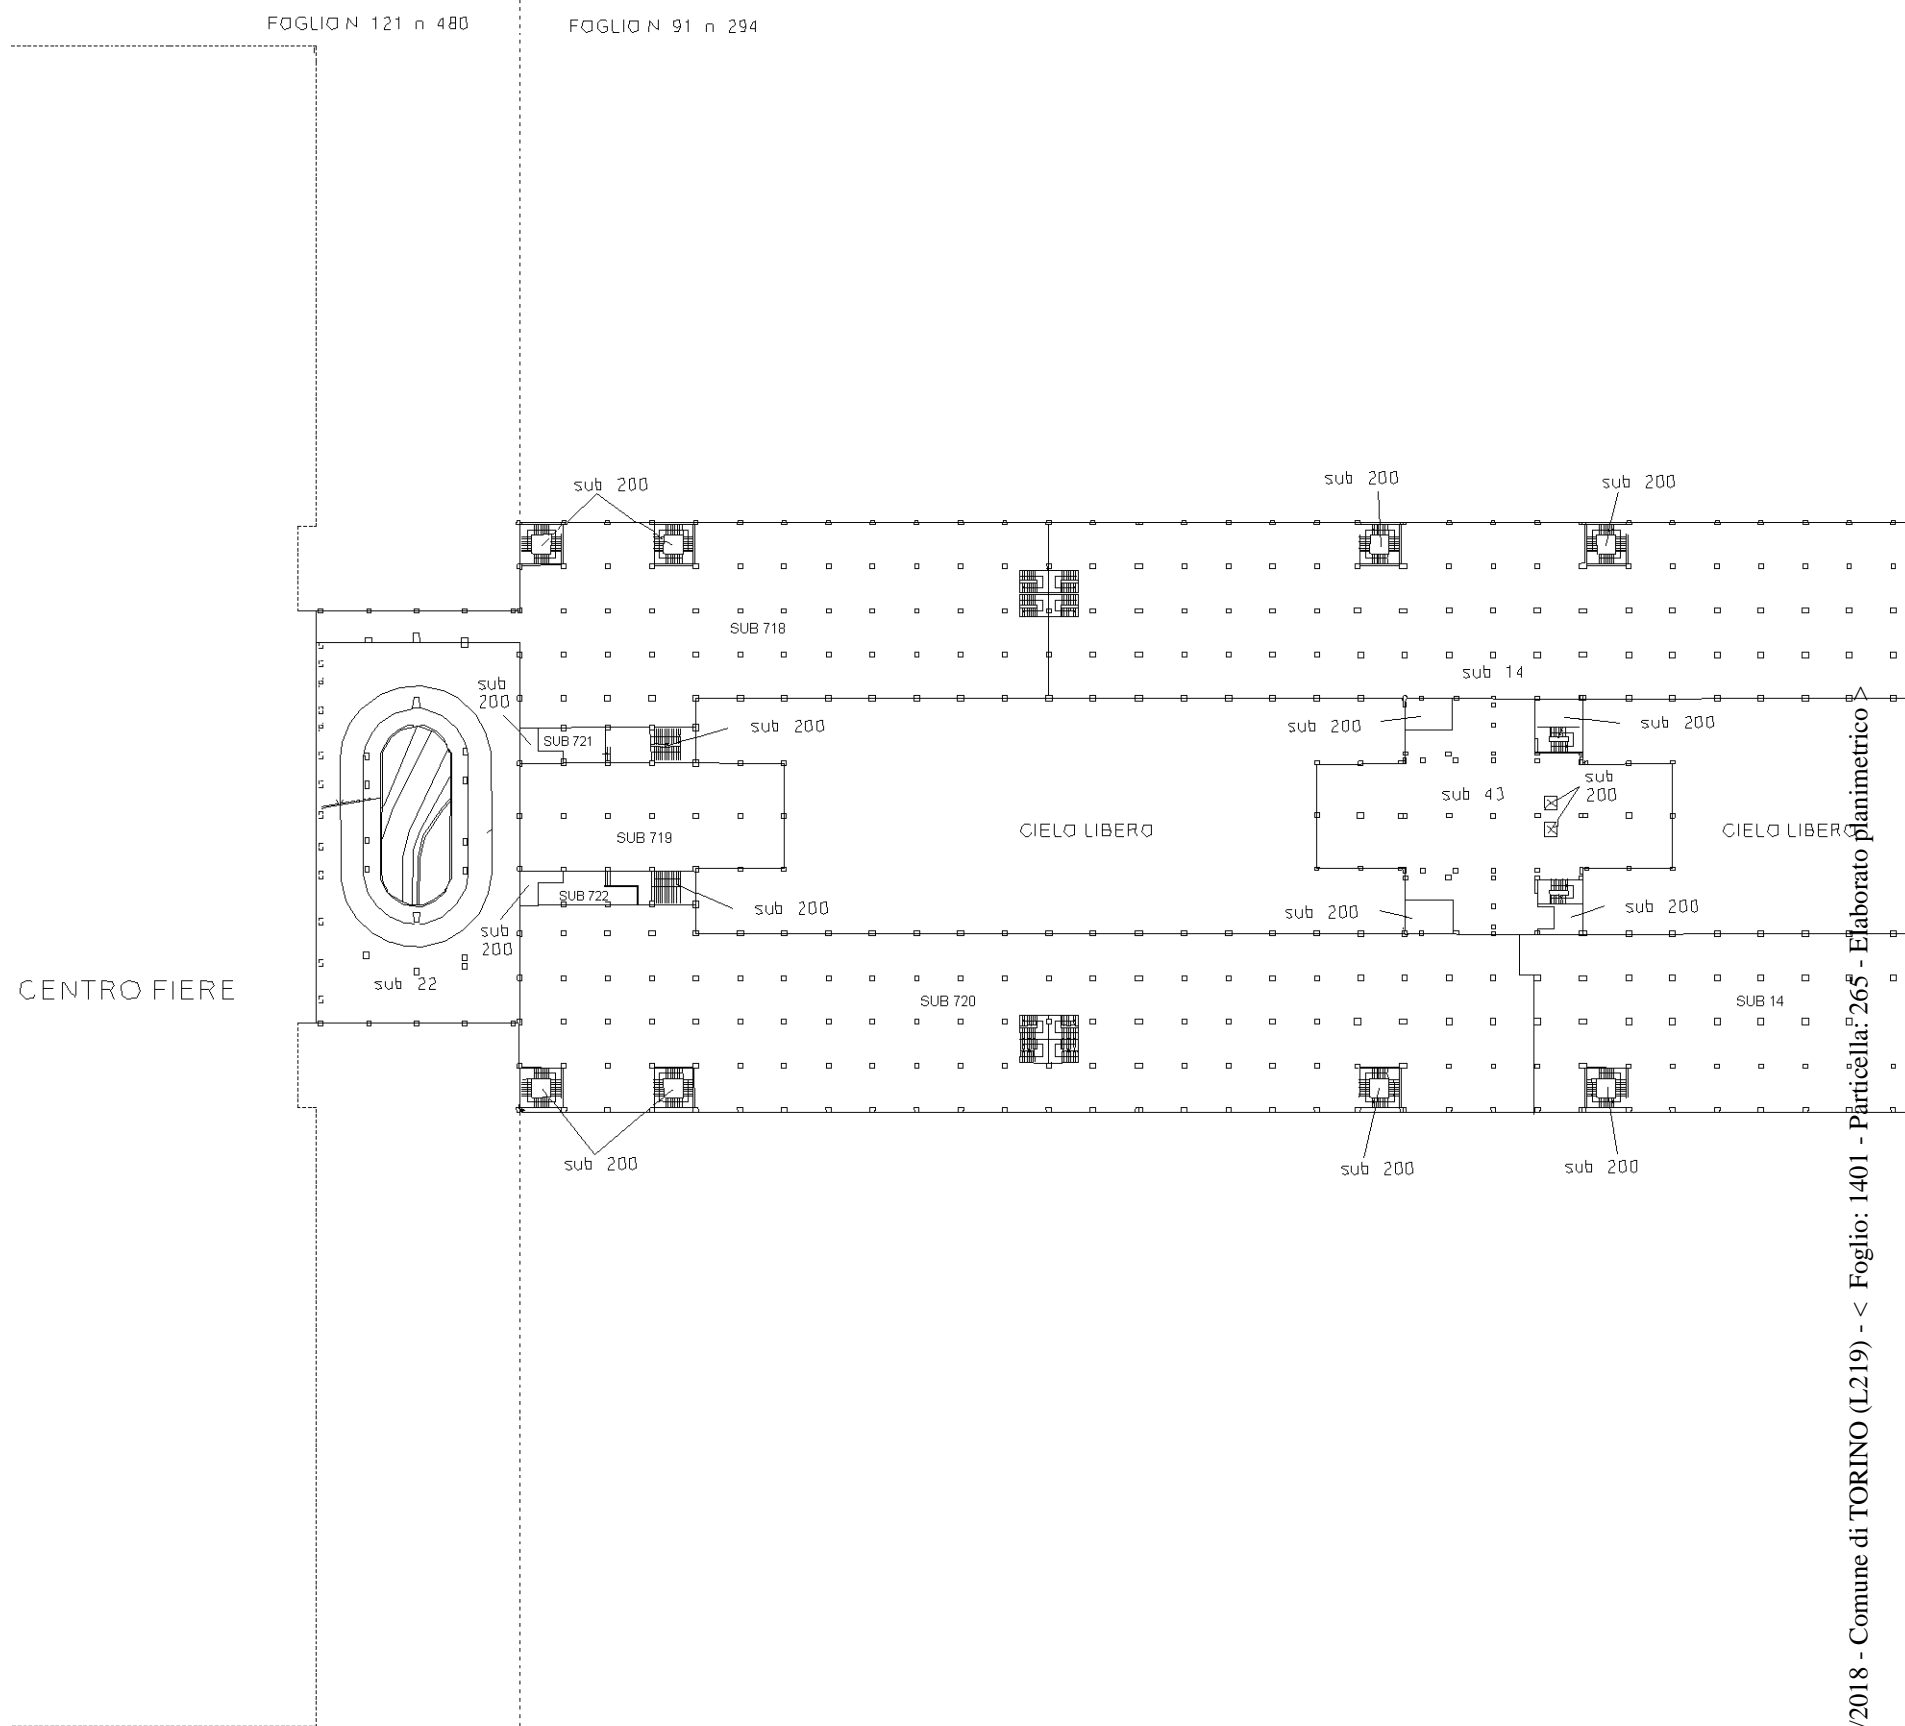 FOGLIO N 121 n 480
FOGLIO N 91 n 294
sub 200
sub 200
sub 200
SUB 718
sub 14
sub
200
SUB 721
sub 200
sub 200
sub 200
sub
200
sub 43
SUB 719
CIELO LIBERO
CIELO LIBERO
SUB 722
sub 200
sub 200
sub 200
sub
200
sub 22
CENTRO FIERE
SUB 720
SUB 14
sub 200
sub 200
sub 200
/2018 - Comune di TORINO (L219) - < Foglio: 1401 - Particella: 265 - Elaborato planimetrico >